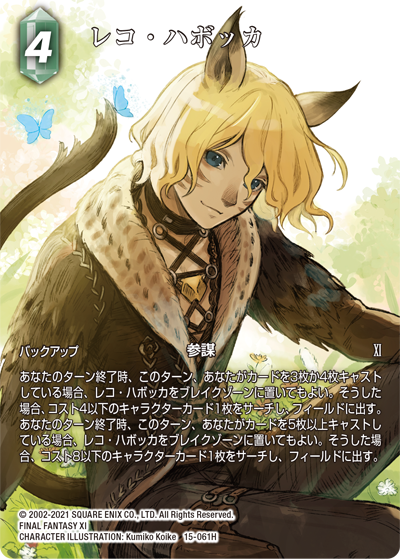 4
レコ・ハボッカ
バックアップ 参謀 XI
あなたのターン終了時、このターン、あなたがカードを3枚か4枚キャスト
している場合、レコ・ハボッカをブレイクゾーンに置いてもよい。そうした
場合、コスト4以下のキャラクターカード1枚をサーチし、フィールドに出す。
あなたのターン終了時、このターン、あなたがカードを5枚以上キャストし
ている場合、レコ・ハボッカをブレイクゾーンに置いてもよい。そうした場
合、コスト8以下のキャラクターカード1枚をサーチし、フィールドに出す。
© 2002-2021 SQUARE ENIX CO., LTD. All Rights Reserved.
FINAL FANTASY XI
CHARACTER ILLUSTRATION: Kumiko Koike 15-061H